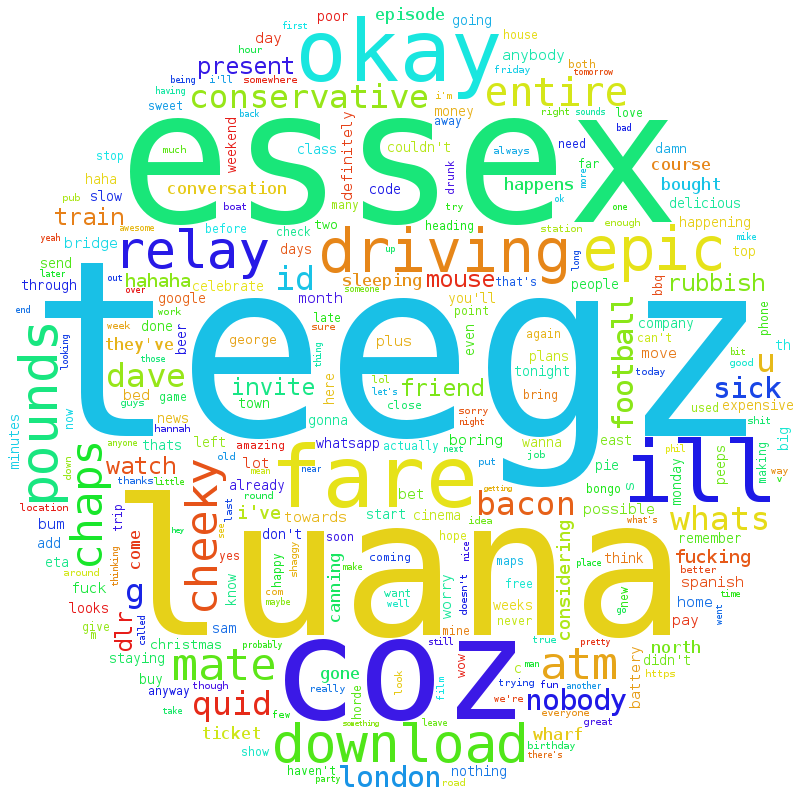 first
poor
episode
going
day
okay
house
hour
anybody
both
present
i'll
somewhere
friday
tomorrow
being
having
conservative
i'm
entire
sweet
back
money
right
sounds
love
essex
away
bad
stop
much
class
couldn't
always
need
damn
weekend
definitely
drunk
more
far
course
haha
conversation
code
happens
bought
slow
boat
many
try
ok
one
delicious
pub
train
awesome
before
check
two
heading
station
enough
happening
yeah
bridge
relay
driving
up
epic
mike
top
later
send
over
days
id
that's
long
people
th
out
hahaha
sleeping
mouse
someone
bbq
rubbish
through
google
celebrate
month
you'll
phone
end
work
late
point
company
teegz
week
sure
football
can't
done
they've
beer
george
plus
even
again
move
looking
those
thing
plans
tonight
bit
good
pounds
dave
lol
let's
today
u
bed
game
invite
friend
bring
used
sick
expensive
now
guys
here
town
close
sorry
shit
news
hannah
gonna
night
minutes
thats
left
amazing
whatsapp
actually
boring
wanna
east
phil
big
anyone
old
near
next
job
ill
chaps
down
watch
lot
fare
put
pie
monday
making
peeps
way
thanks
little
already
mean
getting
bongo
s
<
location
trip
last
round
bet
bacon
possible
bum
cheeky
i've
towards
start
cinema
idea
what's
whats
add
come
hey
don't
soon
hope
remember
eta
thinking
see
shaggy
coming
nice
place
considering
think
fucking
around
luana
make
maps
better
fuck
yes
know
happy
canning
worry
doesn't
spanish
looks
g
com
want
free
go
new
home
time
called
maybe
well
weeks
pay
went
give
m
dlr
sam
mine
never
christmas
probably
coz
still
true
pretty
north
staying
mate
gone
wow
c
man
atm
didn't
buy
though
really
look
trying
fun
another
battery
https
anyway
quid
horde
film
we're
nobody
everyone
take
few
something
leave
great
ticket
download
birthday
wharf
show
there's
haven't
london
nothing
party
road